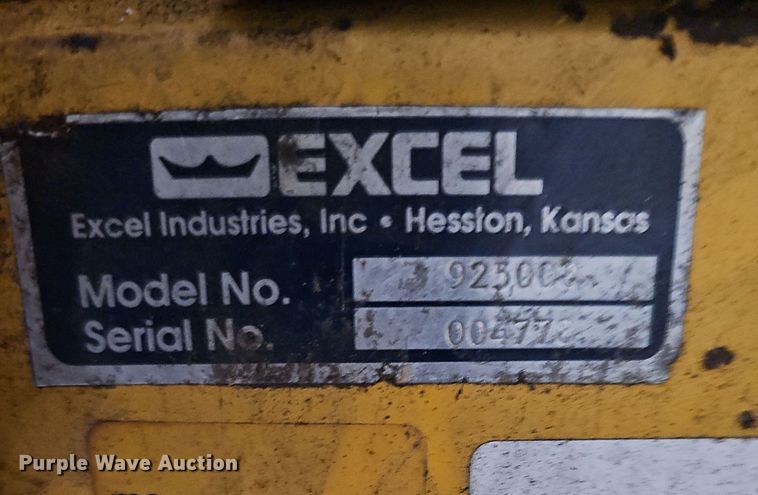 EXCEL
Excel Industries, Inc • Hesston, Kansas
Model No.
Serial No.
Purple Wave Auction